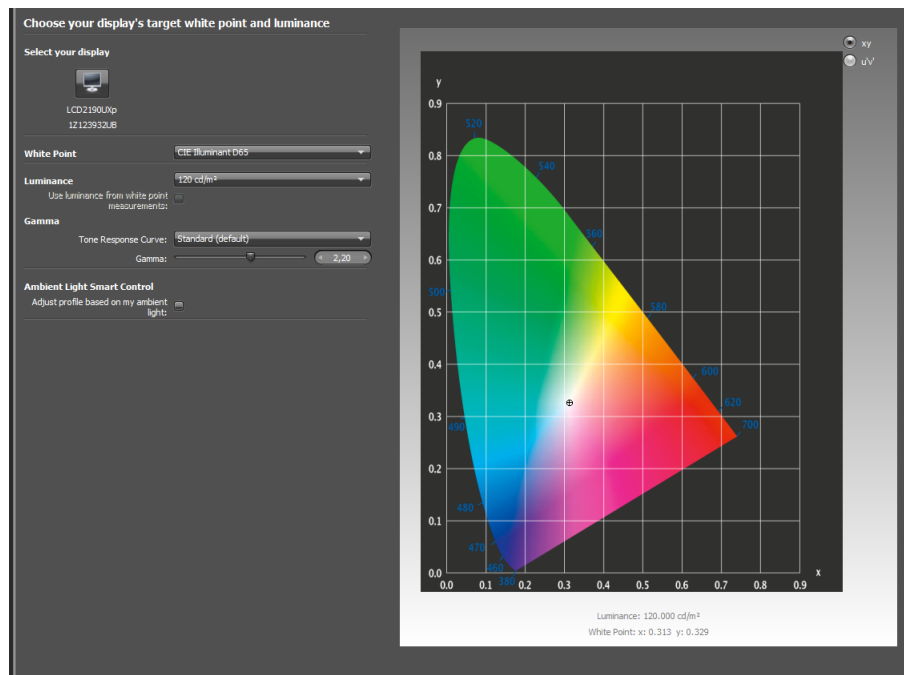 Choose your display's target white point and luminance
Select your display
LCD2190UXp
1Z123932UB
White Point
CIE Illuminant D65
Luminance
120 cd/m²
Use luminance from white point
measurements:
Gamma
Tone Response Curve:
Standard (default)
Gamma:
2,20
Ambient Light Smart Control
Adjust profile based on my ambient
light:
xy
u'v'
y
0.9
0.8
0.7
0.6
0.5
0.4
0.3
0.2
0.1
0.0
520
540
560
500
580
600
620
490
700
480
470
460
380
0.0 0.1 0.2 0.3 0.4 0.5 0.6 0.7 0.8 0.9
x
Luminance: 120.000 cd/m²
White Point: x: 0.313 y: 0.329